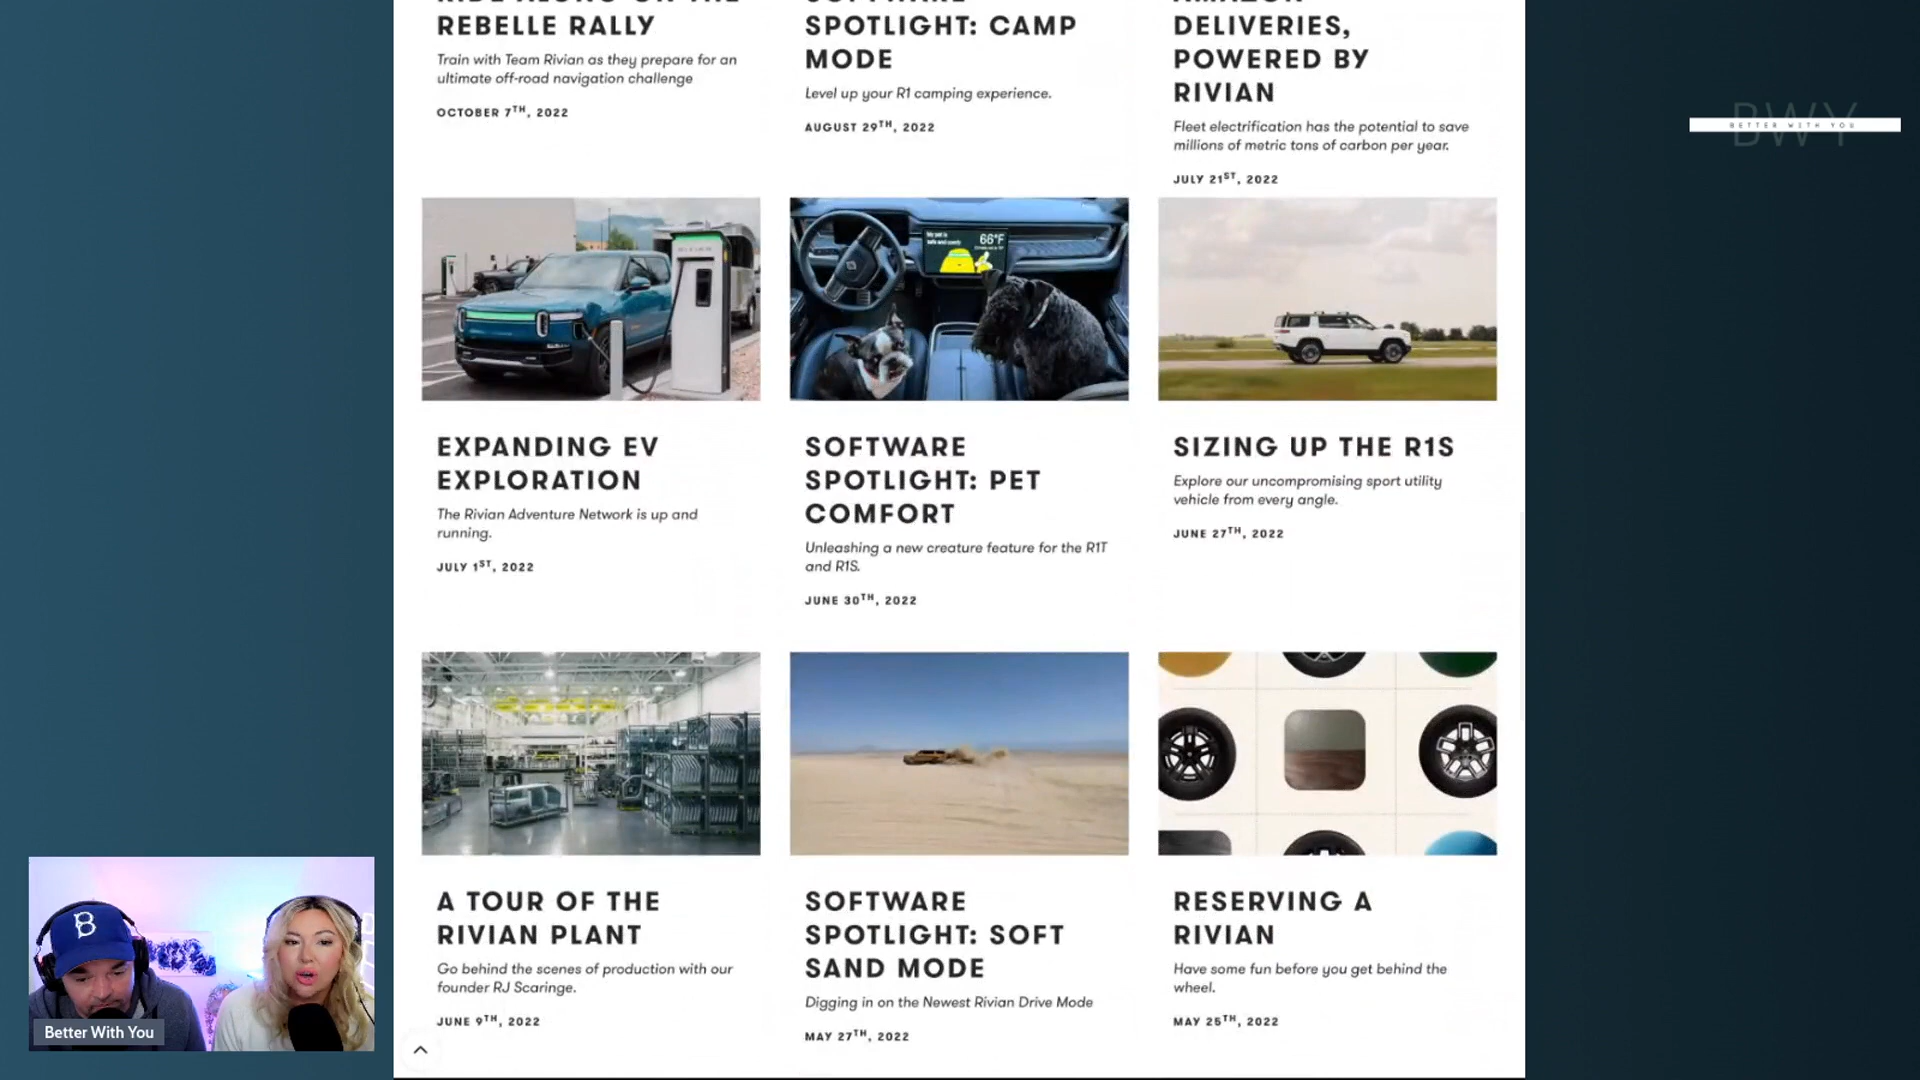 REBELLE RALLY
Train with Team Rivian as they prepare for an
ultimate off-road navigation challenge
OCTOBER 7TH, 2022
SPOTLIGHT: CAMP
MODE
Level up your R1 camping experience.
AUGUST 29TH, 2022
DELIVERIES,
POWERED BY
RIVIAN
Fleet electrification has the potential to save
millions of metric tons of carbon per year.
JULY 21ST, 2022
BWY
BETTER WITH YOU
66°F
EXPANDING EV
EXPLORATION
The Rivian Adventure Network is up and
running.
JULY 1ST, 2022
SOFTWARE
SPOTLIGHT: PET
COMFORT
Unleashing a new creature feature for the R1T
and R1S.
JUNE 30TH, 2022
SIZING UP THE R1S
Explore our uncompromising sport utility
vehicle from every angle.
JUNE 27TH, 2022
A TOUR OF THE
RIVIAN PLANT
Go behind the scenes of production with our
founder RJ Scaringe.
JUNE 9TH, 2022
SOFTWARE
SPOTLIGHT: SOFT
SAND MODE
Digging in on the Newest Rivian Drive Mode
MAY 27TH, 2022
RESERVING A
RIVIAN
Have some fun before you get behind the
wheel.
MAY 25TH, 2022
B
Better With You